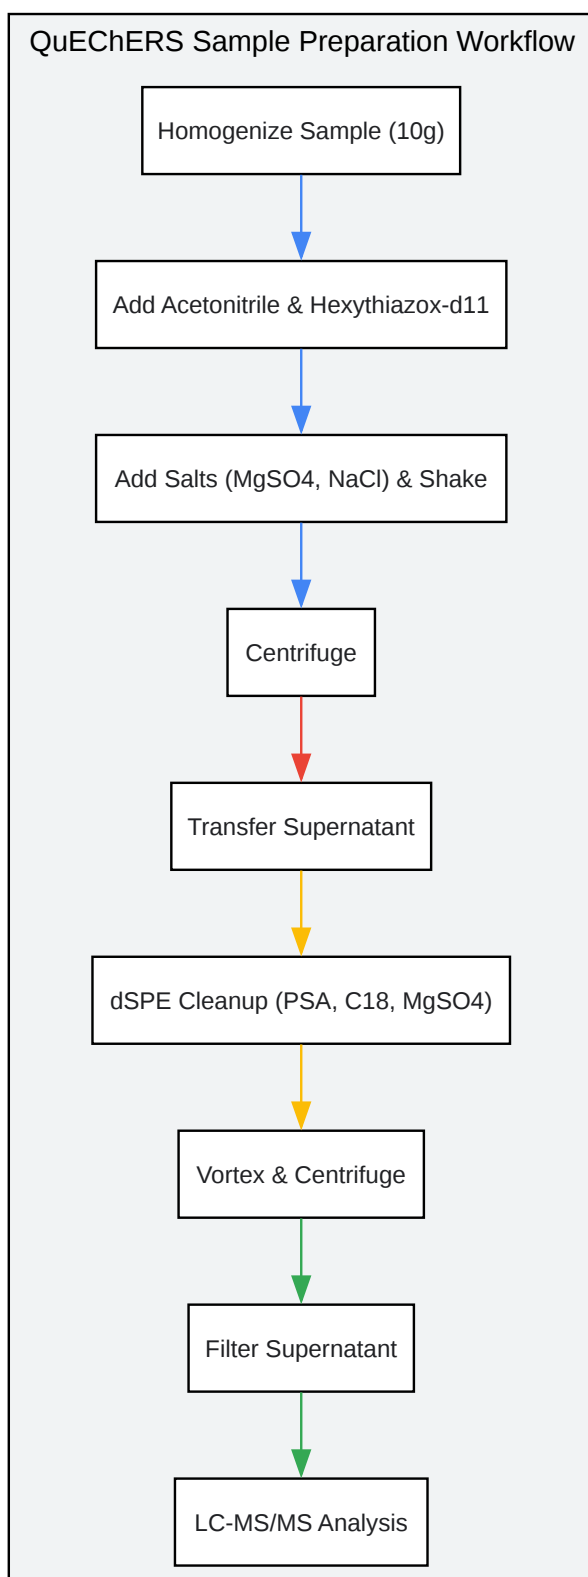 QuEChERS Sample Preparation Workflow
Homogenize Sample (10g)
Add Acetonitrile & Hexythiazox-d11
Add Salts (MgSO4, NaCl) & Shake
Centrifuge
Transfer Supernatant
dSPE Cleanup (PSA, C18, MgSO4)
Vortex & Centrifuge
Filter Supernatant
LC-MS/MS Analysis